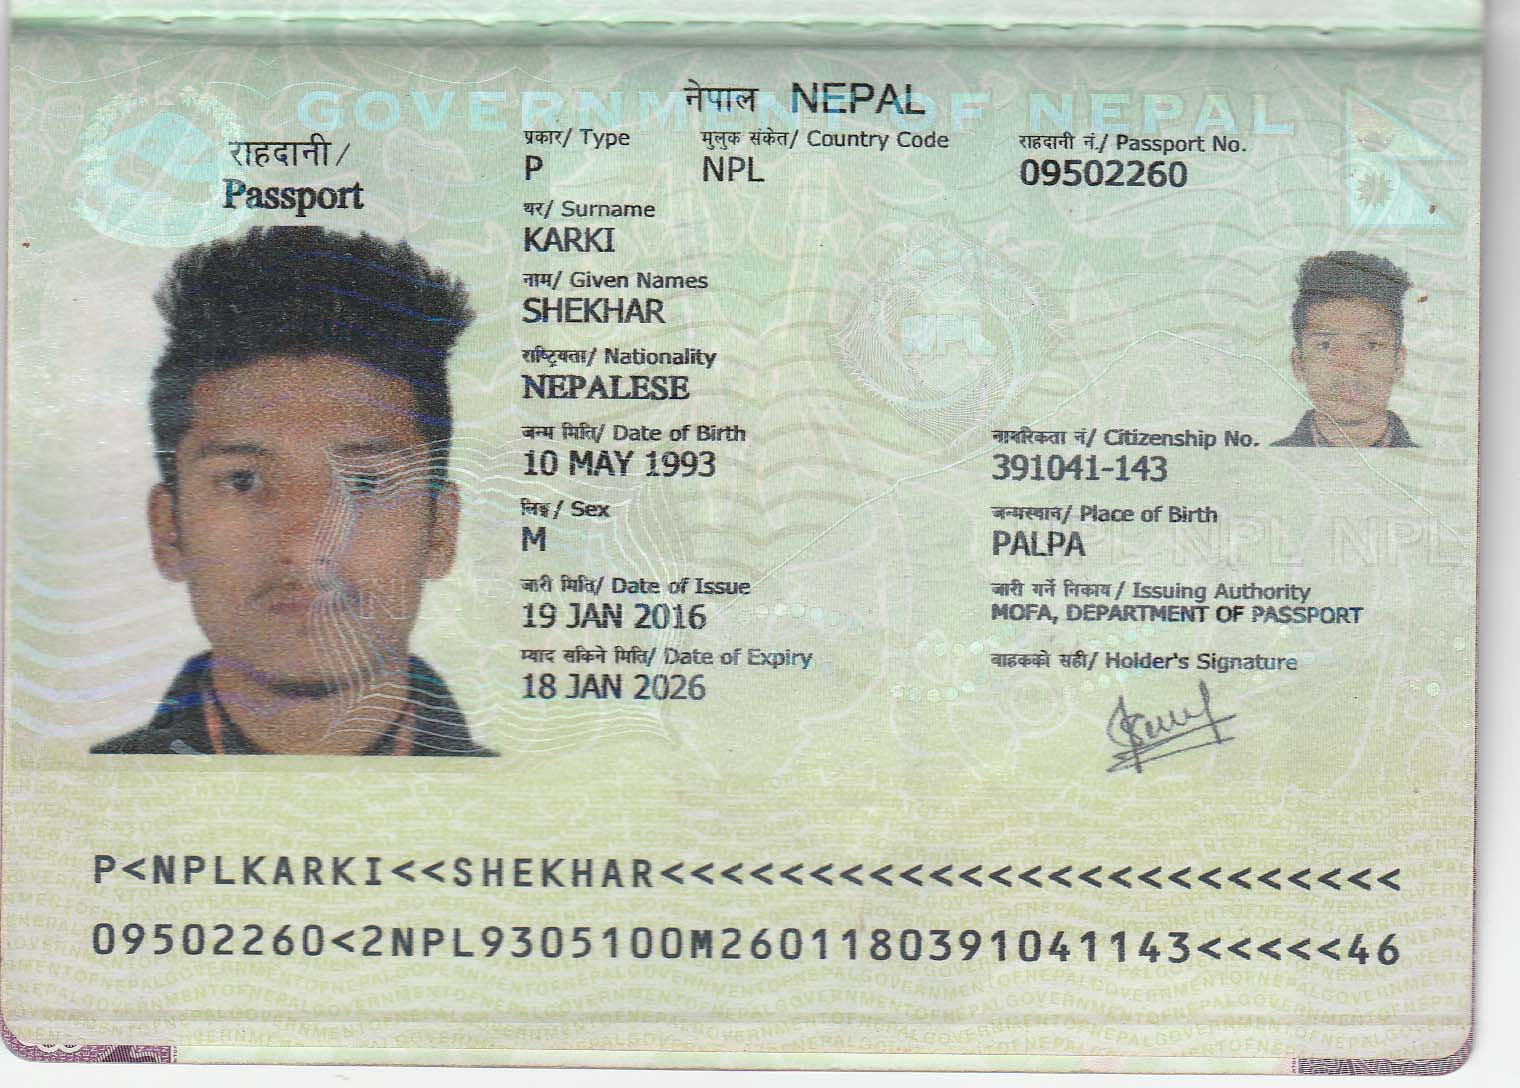 GOVERNMENT OF NEPAL
नेपाल NEPAL
राहदानी/
Passport
प्रकार/ Type
P
मुलुक संकेत/ Country Code
NPL
राहदानी नं./ Passport No.
09502260
थर/ Surname
KARKI
नाम/ Given Names
SHEKHAR
राष्ट्रियता/ Nationality
NEPALESE
जन्म मिति/ Date of Birth
10 MAY 1993
नागरिकता नं/ Citizenship No.
391041-143
लिङ्ग/ Sex
M
जन्मस्थान/ Place of Birth
PALPA
जारी मिति/ Date of Issue
19 JAN 2016
जारी गर्ने निकाय/ Issuing Authority
MOFA, DEPARTMENT OF PASSPORT
म्याद सकिने मिति/ Date of Expiry
18 JAN 2026
वाहकको सही/ Holder's Signature
P<NPLKARKI<<SHEKHAR<<<<<<<<<<<<<<<<<<<<<<<<<
09502260<2NPL9305100M2601180391041143<<<<<46